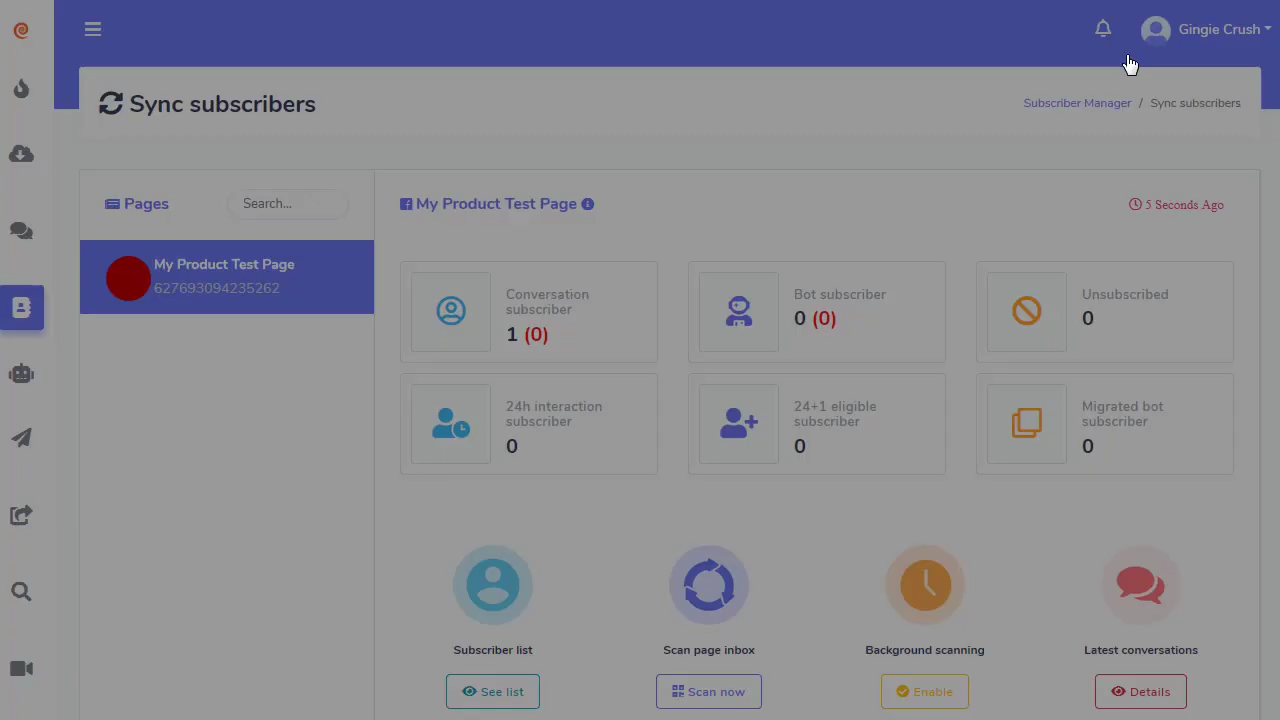 Gingie Crush
Sync subscribers
Subscriber Manager / Sync subscribers
Pages
Search...
My Product Test Page
627693094235262
My Product Test Page
5 Seconds Ago
Conversation
subscriber
1 (0)
Bot subscriber
0 (0)
Unsubscribed
0
24h interaction
subscriber
0
24+1 eligible
subscriber
0
Migrated bot
subscriber
0
Subscriber list
See list
Scan page inbox
Scan now
Background scanning
Enable
Latest conversations
Details